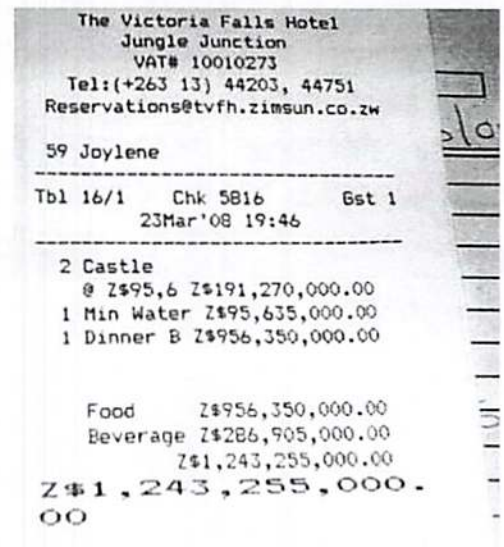 The Victoria Falls Hotel
Jungle Junction
VAT# 10010273
Tel:(+263 13) 44203, 44751
Reservations@tvfh.zimsun.co.zw
59 Joylene
Tbl 16/1 Chk 5816 Gst 1
23Mar'08 19:46
2 Castle
@ Z$95,6 Z$191,270,000.00
1 Min Water Z$95,635,000.00
1 Dinner B Z$956,350,000.00
Food Z$956,350,000.00
Beverage Z$286,905,000.00
Z$1,243,255,000.00
Z$1,243,255,000.
00